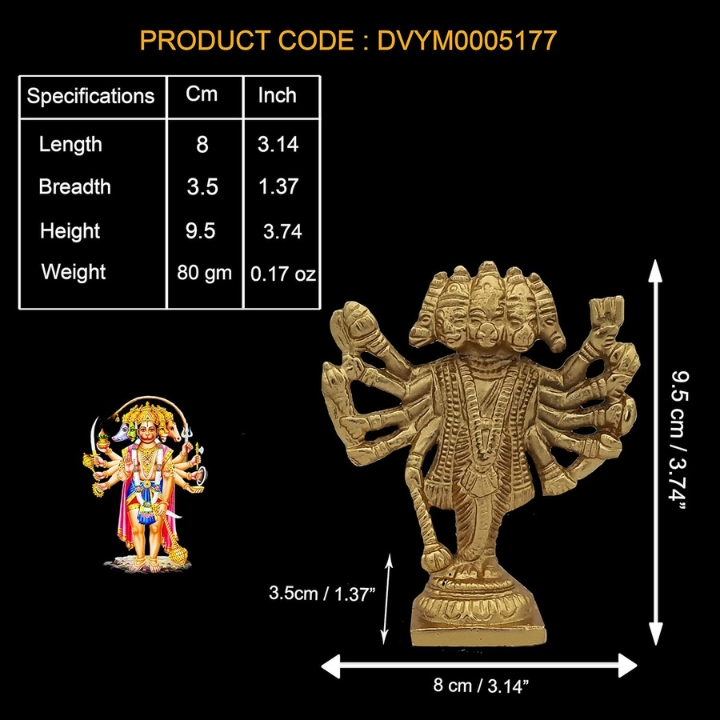 PRODUCT CODE : DVYM0005177
Specifications Cm Inch
Length 8 3.14
Breadth 3.5 1.37
Height 9.5 3.74
Weight 80 gm 0.17 oz
9.5 cm / 3.74"
3.5cm / 1.37"
8 cm / 3.14"